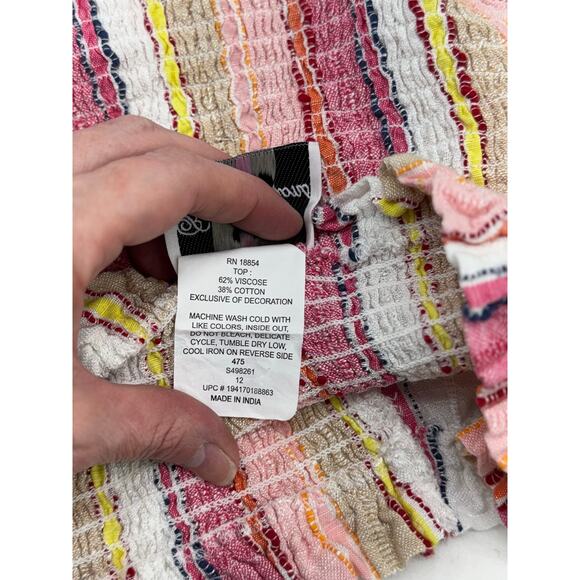 RN 18854
TOP :
62% VISCOSE
38% COTTON
EXCLUSIVE OF DECORATION
MACHINE WASH COLD WITH
LIKE COLORS, INSIDE OUT,
DO NOT BLEACH, DELICATE
CYCLE, TUMBLE DRY LOW,
COOL IRON ON REVERSE SIDE
475
S498261
12
UPC # 194170188863
MADE IN INDIA